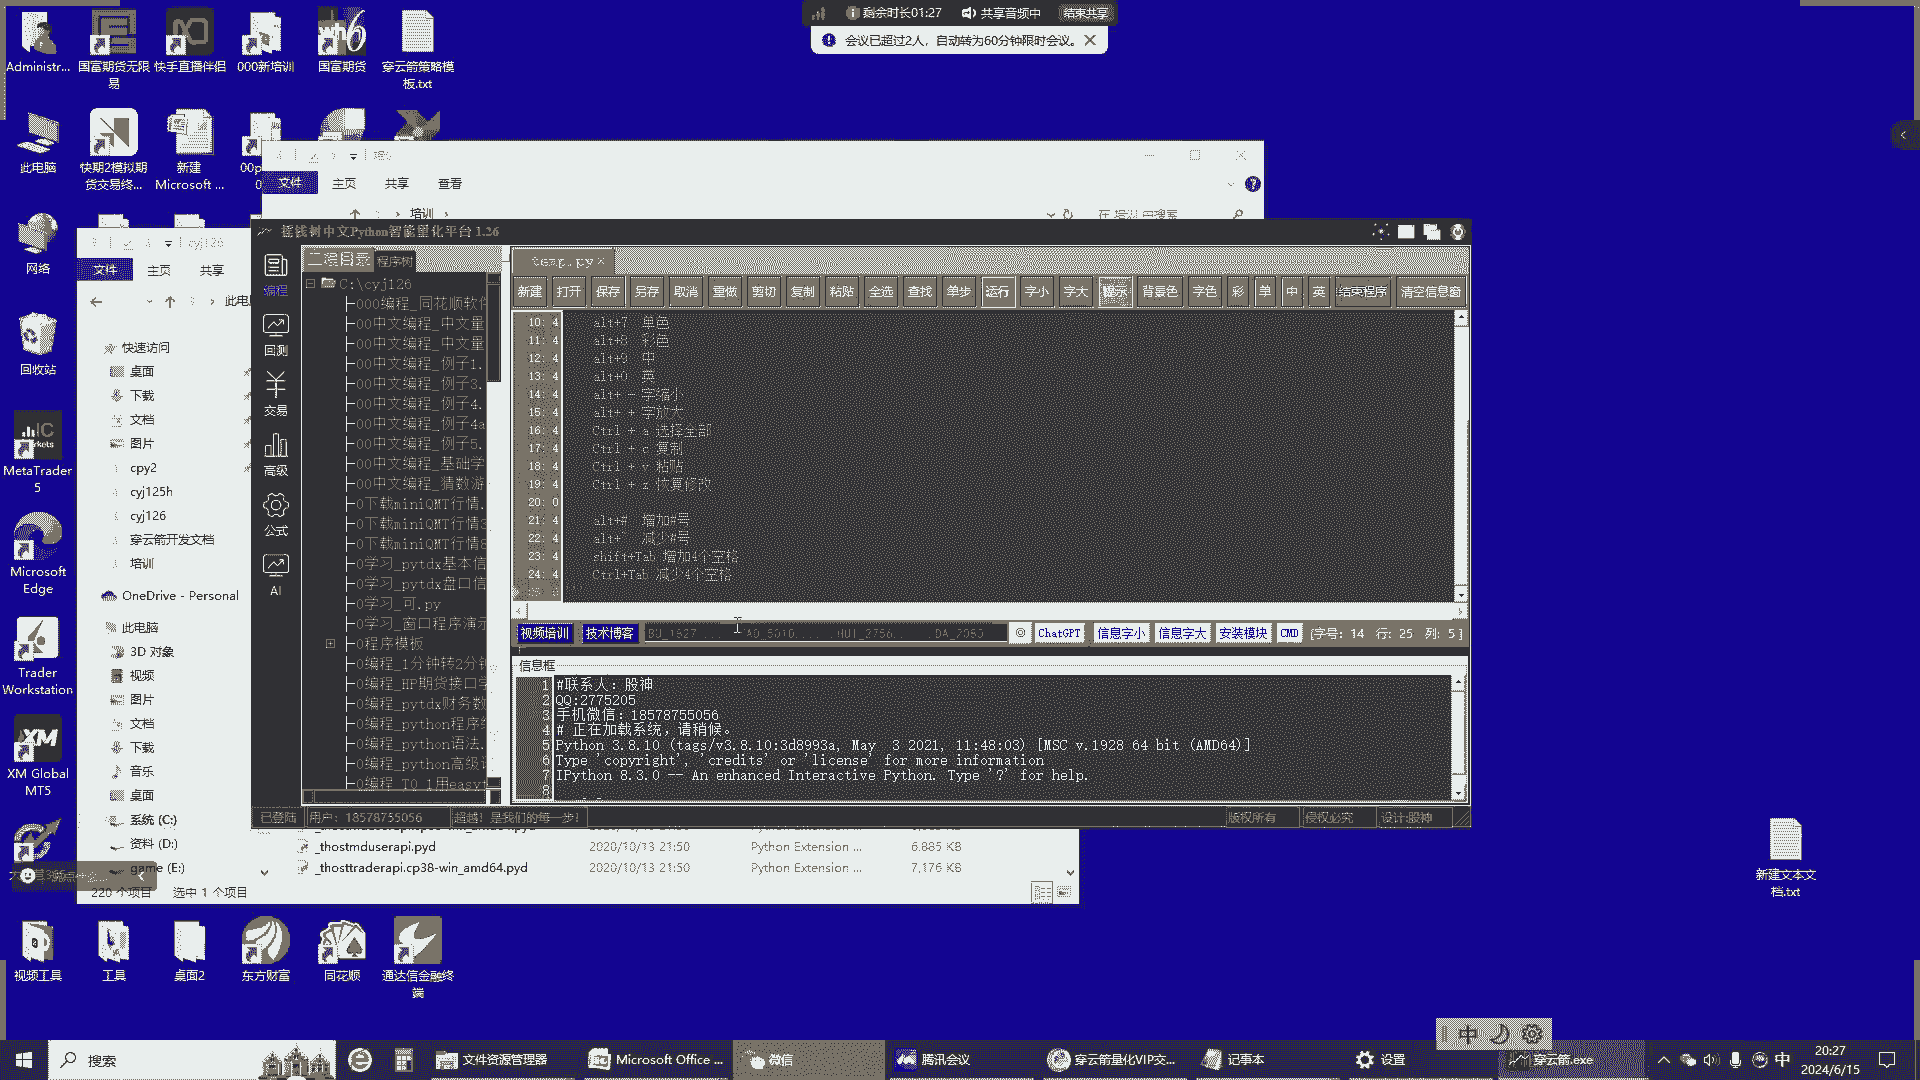 剩余时长01:27
共享音频中
结束共享
会议已超过2人，自动转为60分钟限时会议。
Administr...
国富期货无限易
快手直播伴侣
000新培训
国富期货
穿云箭策略模板.txt
此电脑
快期2模拟期货交易终...
新建 Microsoft ...
网络
回收站
MetaTrader 5
Microsoft Edge
Trader Workstation
XM Global MT5
文件
主页
共享
查看
培训
cyj126
文件
主页
共享
快速访问
桌面
下载
文档
图片
cpy2
cyj125h
cyj126
穿云箭开发文档
培训
OneDrive - Personal
此电脑
3D 对象
视频
图片
文档
下载
音乐
桌面
系统 (C:)
资料 (D:)
game (E:)
220 个项目
选中 1 个项目
摇钱树中文Python智能量化平台 1.26
编程
回测
交易
高级
公式
AI
工程目录
程序树
C:\cyj126
000编程_同花顺软件
00中文编程_中文量
00中文编程_中文量
00中文编程_例子1.
00中文编程_例子3.
00中文编程_例子4.
00中文编程_例子4a
00中文编程_例子5.
00中文编程_基础学
00中文编程_猜数游
0下载miniQMT行情.
0下载miniQMT行情3
0下载miniQMT行情8
0学习_pytdx基本信
0学习_pytdx盘口信
0学习_可.py
0学习_窗口程序演示
0程序模板
0编程_1分钟转2分钟
0编程_HP期货接口学
0编程_pytdx财务数
0编程_python程序结
0编程_python语法.
0编程_python高级语
0编程_T0_1用easyt
temp.py
新建 打开 保存 另存 取消 重做 剪切 复制 粘贴 全选 查找 单步 运行 字小 字大 提示 背景色 字色 彩 单 中 英 结束程序 清空信息窗
10: 4 alt+7 单色
11: 4 alt+8 彩色
12: 4 alt+9 中
13: 4 alt+0 英
14: 4 alt+ - 字缩小
15: 4 alt+ + 字放大
16: 4 Ctrl + a 选择全部
17: 4 Ctrl + c 复制
18: 4 Ctrl + v 粘贴
19: 4 Ctrl + z 恢复修改
20: 0
21: 4 alt+# 增加#号
22: 4 减少#号
23: 4 shift+Tab 增加4个空格
24: 4 Ctrl+Tab 减少4个空格
视频培训 技术博客
ChatGPT 信息字小 信息字大 安装模块 CMD [字号: 14 行: 25 列: 5 ]
信息框
1 #联系人: 股神
2 QQ:2775205
3 手机微信: 18578755056
4 # 正在加载系统，请稍候。
5 Python 3.8.10 (tags/v3.8.10:3d8993a, May 3 2021, 11:48:03) [MSC v.1928 64 bit (AMD64)]
6 Type 'copyright', 'credits' or 'license' for more information
7 IPython 8.3.0 -- An enhanced Interactive Python. Type '?' for help.
8
已登陆
用户: 18578755056
超越! 是我们的每一步!
版权所有
侵权必究
设计:股神
_thostmduserapi.pyd 2020/10/13 21:50 Python Extension ... 6,885 KB
_thosttraderapi.cp38-win_amd64.pyd 2020/10/13 21:50 Python Extension ... 7,176 KB
新建文本文档.txt
视频工具
工具
桌面2
东方财富
同花顺
通达信金融终端
中
搜索
文件资源管理器
Microsoft Office ...
微信
腾讯会议
穿云箭量化VIP交...
记事本
设置
穿云箭.exe
中
20:27
2024/6/15